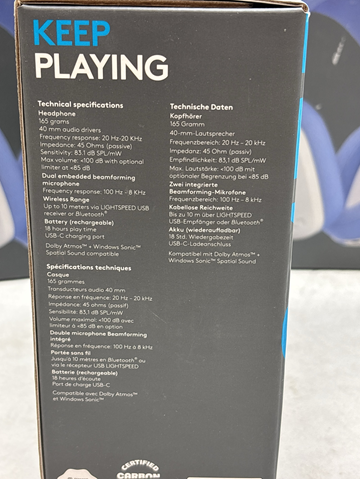 KEEP
PLAYING
Technical specifications
Headphone
165 grams
40 mm audio drivers
Frequency response: 20 Hz-20 KHz
Impedance: 45 Ohms (passive)
Sensitivity: 83,1 dB SPL/mW
Max volume: <100 dB with optional
limiter at <85 dB
Dual embedded beamforming
microphone
Frequency response: 100 Hz - 8 KHz
Wireless Range
Up to 10 meters via LIGHTSPEED USB
receiver or Bluetooth®
Battery (rechargeable)
18 hours play time
USB-C charging port
Dolby Atmos™ + Windows Sonic™
Spatial Sound compatible
Spécifications techniques
Casque
165 grammes
Transducteurs audio 40 mm
Réponse en fréquence: 20 Hz - 20 kHz
Impédance: 45 ohms (passif)
Sensibilité: 83,1 dB SPL/mW
Volume maximal: <100 dB avec
limiteur à <85 dB en option
Double microphone Beamforming
intégré
Réponse en fréquence: 100 Hz à 8 kHz
Portée sans fil
Jusqu'à 10 mètres en Bluetooth® ou
via le récepteur USB LIGHTSPEED
Batterie (rechargeable)
18 heures d'écoute
Port de charge USB-C
Compatible avec Dolby Atmos™
et Windows Sonic™
Technische Daten
Kopfhörer
165 Gramm
40-mm-Lautsprecher
Frequenzbereich: 20 Hz - 20 kHz
Impedanz: 45 Ohm (passiv)
Empfindlichkeit: 83,1 dB SPL/mW
Max. Lautstärke: <100 dB mit
optionaler Begrenzung bei <85 dB
Zwei integrierte
Beamforming-Mikrofone
Frequenzbereich: 100 Hz - 8 kHz
Kabellose Reichweite
Bis zu 10 m über LIGHTSPEED
USB-Empfänger oder Bluetooth®
Akku (wiederaufladbar)
18 Std. Wiedergabezeit
USB-C-Ladeanschluss
Kompatibel mit Dolby Atmos™ +
Windows Sonic™ Spatial Sound
CERTIFIED
CARBON